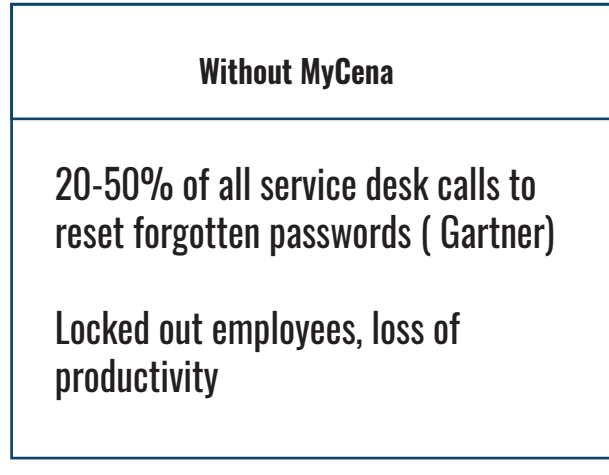 Without MyCena
20-50% of all service desk calls to
reset forgotten passwords ( Gartner)
Locked out employees, loss of
productivity